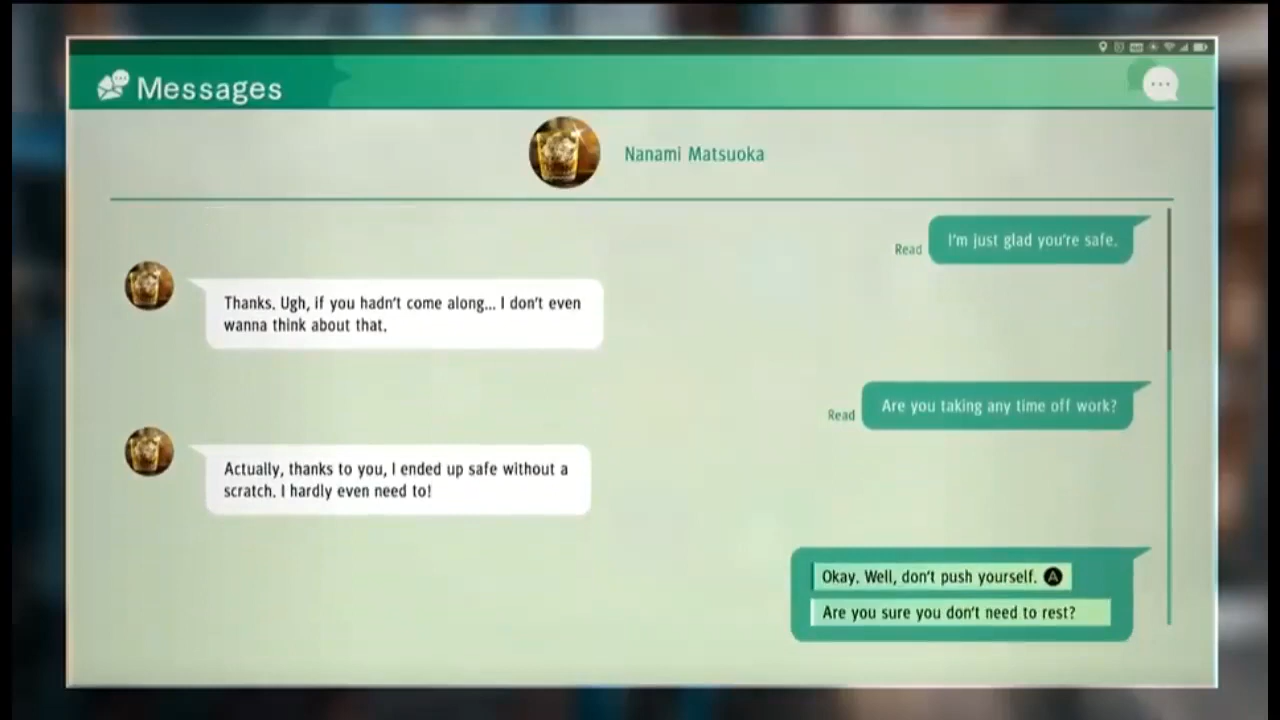 Messages
Nanami Matsuoka
I'm just glad you're safe.
Read
Thanks. Ugh, if you hadn't come along... I don't even
wanna think about that.
Are you taking any time off work?
Read
Actually, thanks to you, I ended up safe without a
scratch. I hardly even need to!
Okay. Well, don't push yourself. A
Are you sure you don't need to rest?